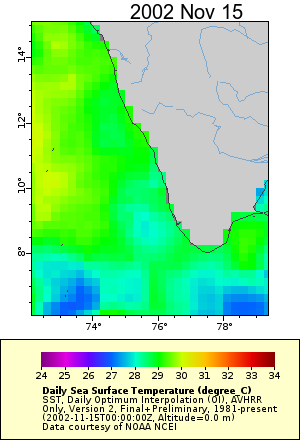 2002 Nov 15
14°
12°
10°
8°
74° 76° 78°
24 25 26 27 28 29 30 31 32 33 34
Daily Sea Surface Temperature (degree_C)
SST, Daily Optimum Interpolation (OI), AVHRR
Only, Version 2, Final+Preliminary, 1981-present
(2002-11-15T00:00:00Z, Altitude=0.0 m)
Data courtesy of NOAA NCEI